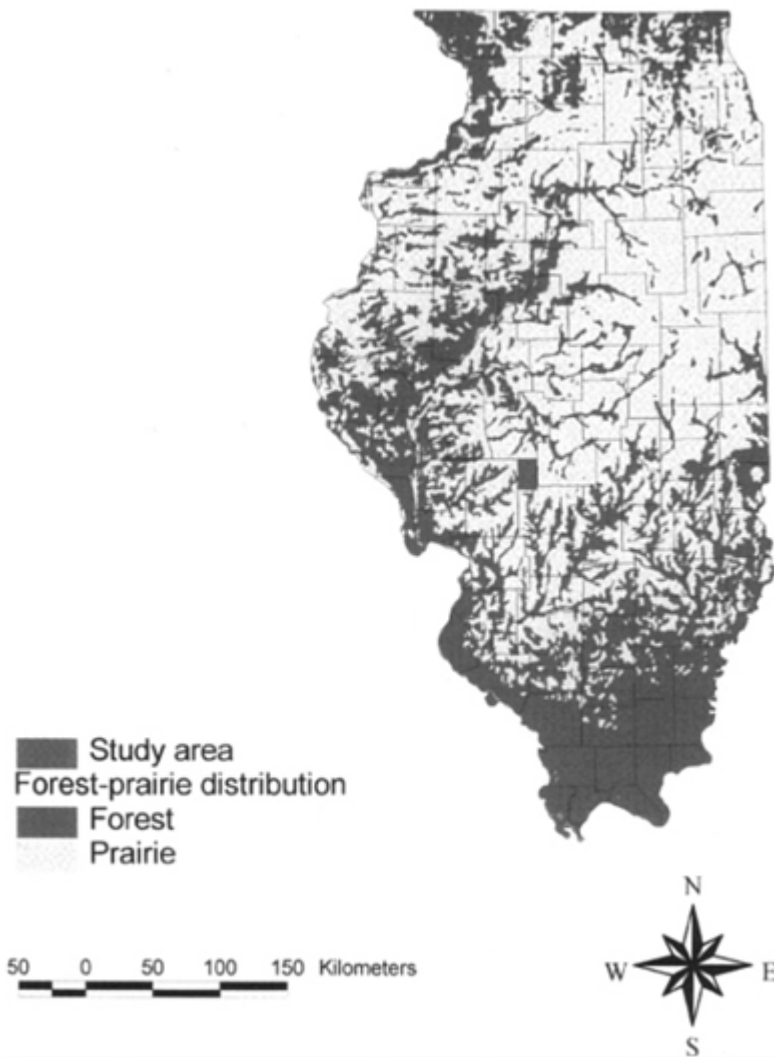 Study area
Forest-prairie distribution
Forest
Prairie
50 0 50 100 150 Kilometers
N
W E
S